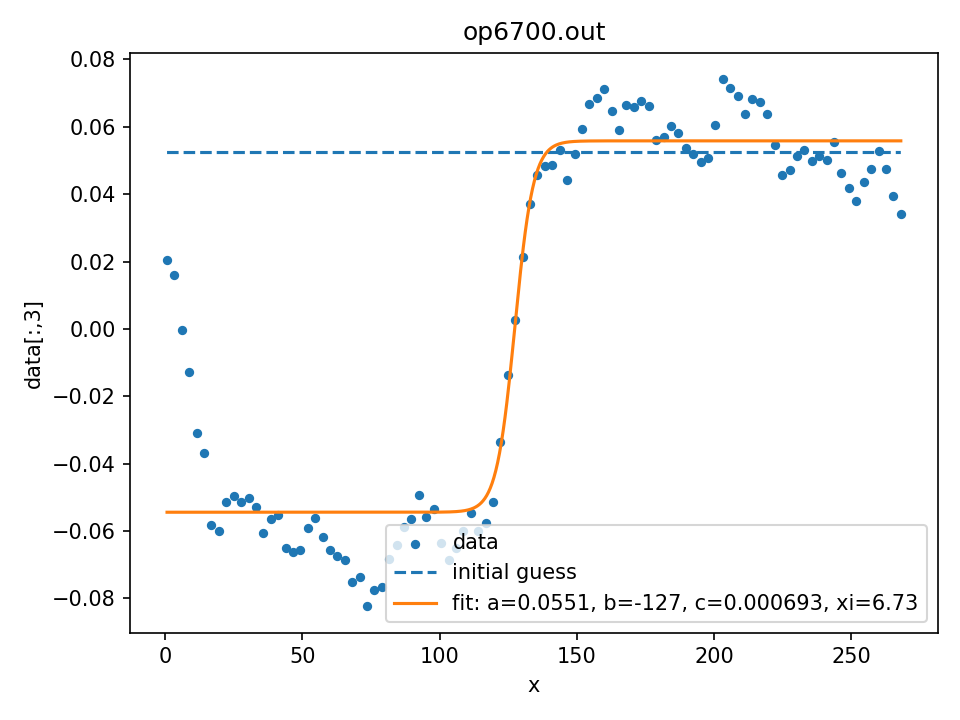 op6700.out
0.08
0.06
0.04
0.02
0.00
−0.02
−0.04
−0.06
−0.08
data[:,3]
data
initial guess
fit: a=0.0551, b=-127, c=0.000693, xi=6.73
0 50 100 150 200 250
x